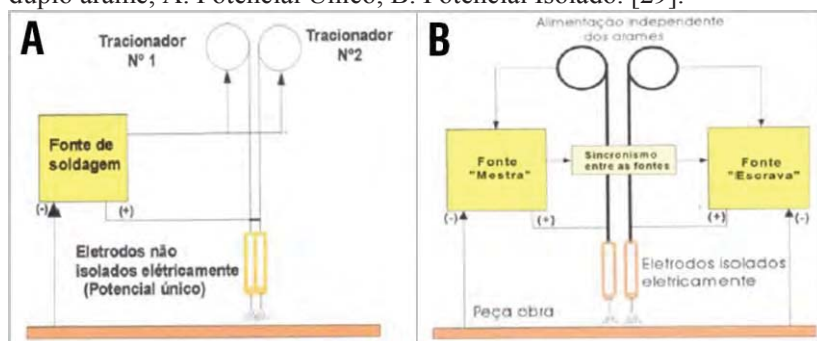 duplo arame, A. Potencial Único, B. Potencial Isolado. [29].
A
Tracionador
Nº 1
Tracionador
Nº2
Fonte de
soldagem
(-)
(+)
Eletrodos não
isolados elétricamente
(Potencial único)
B
Alimentação independente
dos arames
Fonte
"Mestra"
Sincronismo
entre as fontes
Fonte
"Escrava"
(-)
(+)
(+)
(-)
Eletrodos isolados
eletricamente
Peça obra